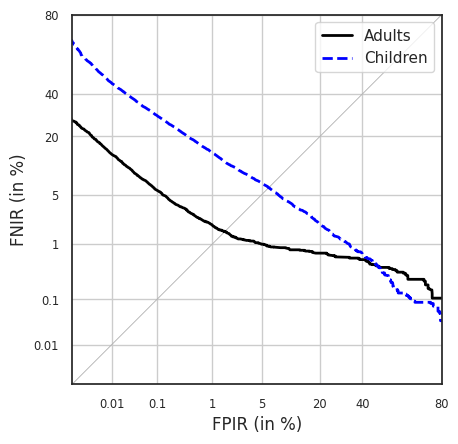 80
40
20
5
1
0.1
0.01
FNIR (in %)
Adults
Children
0.01 0.1 1 5 20 40 80
FPIR (in %)